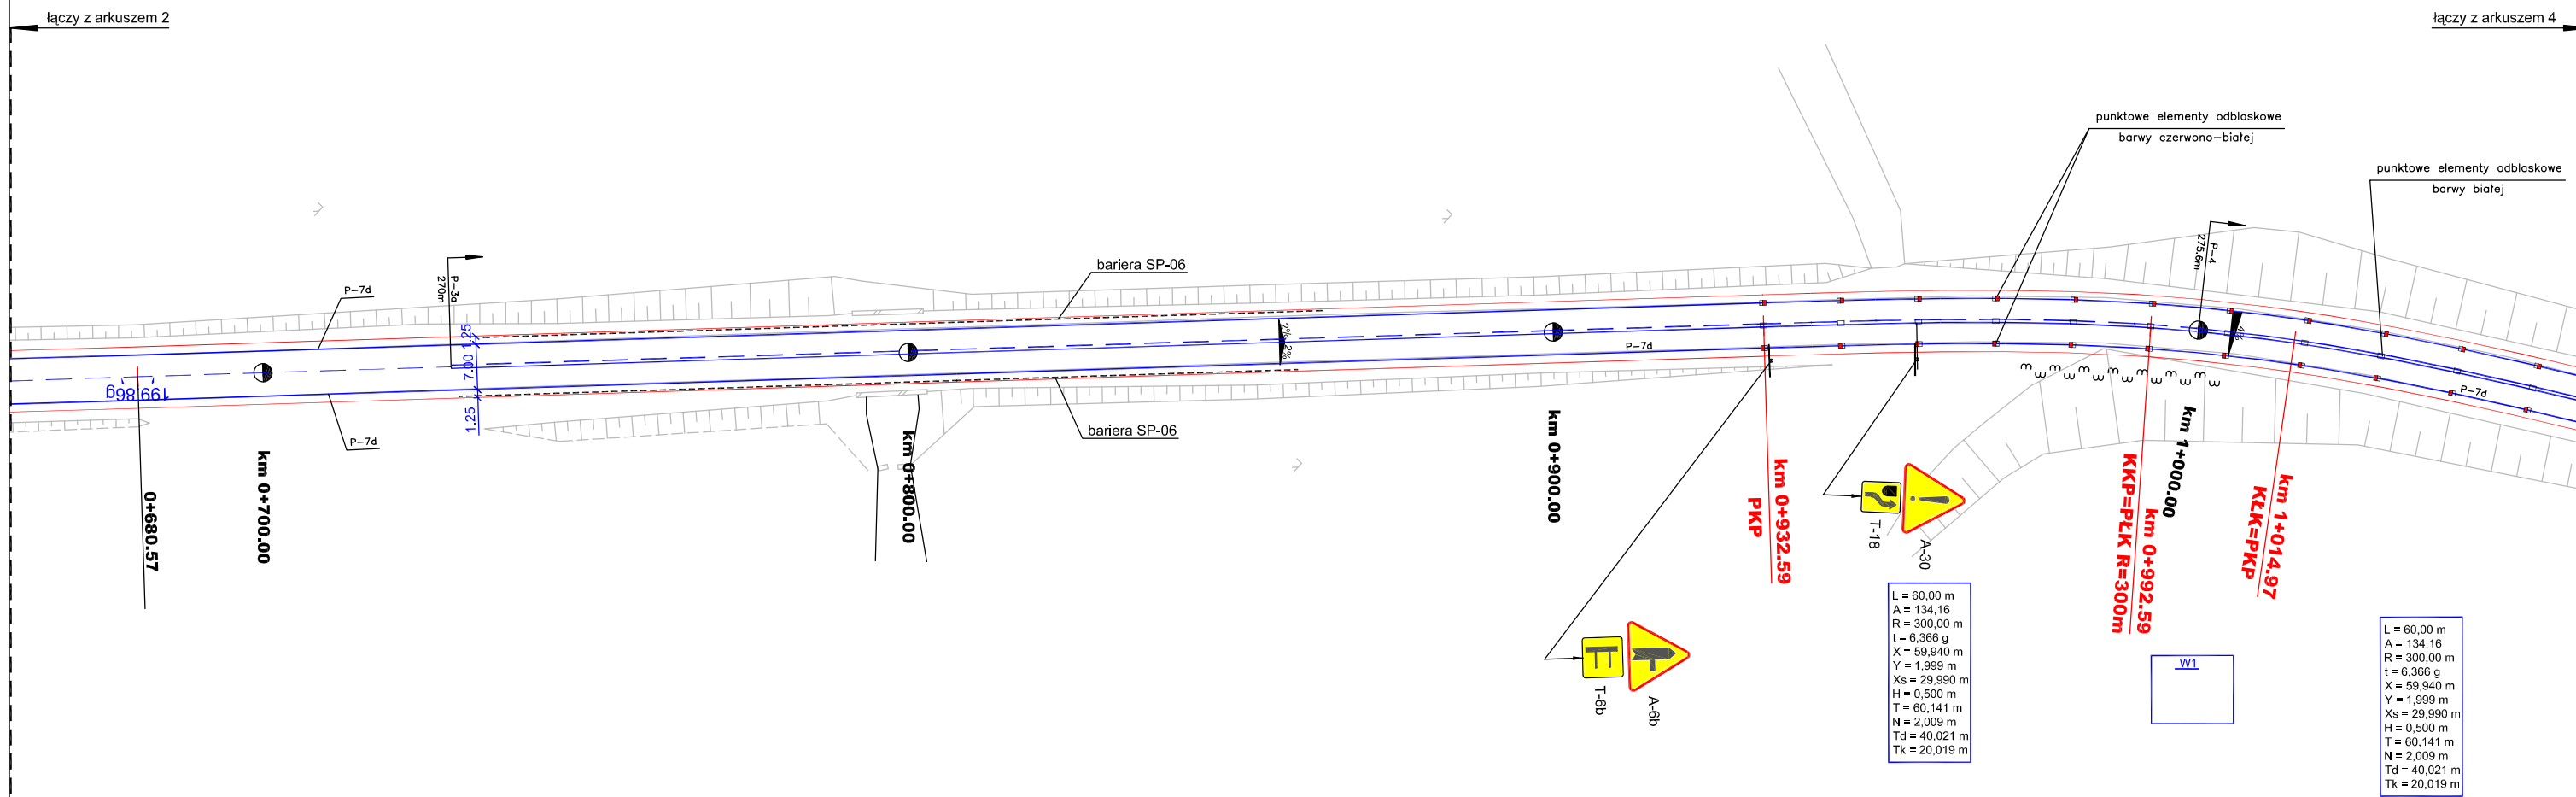 łączy z arkuszem 2
łączy z arkuszem 4
punktowe elementy odblaskowe
barwy czerwono-białej
punktowe elementy odblaskowe
barwy białej
P-4
275.6m
bariera SP-06
P-3a
270m
P-7d
1.25
7.00
1.25
2%
2%
4%
P-7d
199.86g
P-7d
P-7d
bariera SP-06
0+680.57
km 0+700.00
km 0+800.00
km 0+900.00
km 0+932.59
PKP
km 1+000.00
km 0+992.59
KKP=PŁK R=300m
km 1+014.97
KŁK=PKP
T-18
A-30
T-6b
A-6b
L = 60,00 m
A = 134,16
R = 300,00 m
t = 6,366 g
X = 59,940 m
Y = 1,999 m
Xs = 29,990 m
H = 0,500 m
T = 60,141 m
N = 2,009 m
Td = 40,021 m
Tk = 20,019 m
W1
L = 60,00 m
A = 134,16
R = 300,00 m
t = 6,366 g
X = 59,940 m
Y = 1,999 m
Xs = 29,990 m
H = 0,500 m
T = 60,141 m
N = 2,009 m
Td = 40,021 m
Tk = 20,019 m